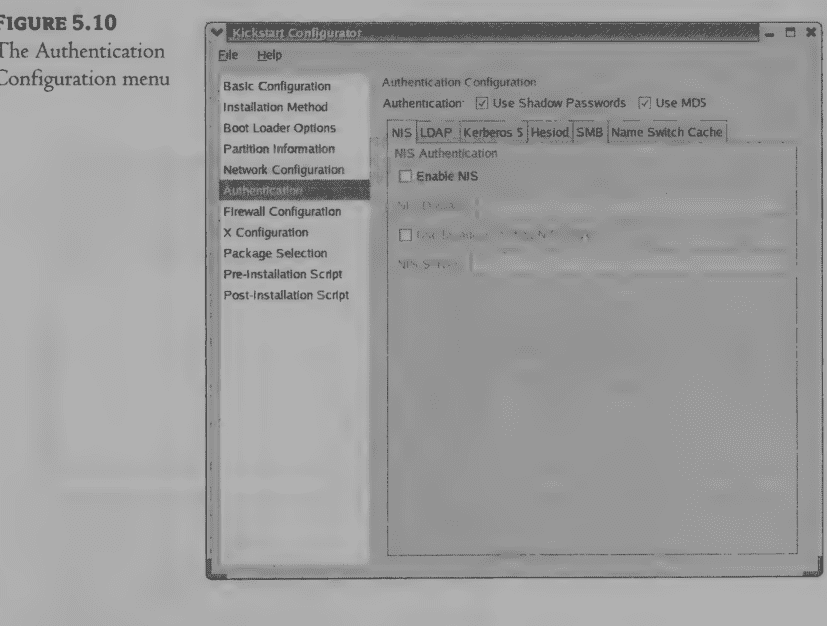 FIGURE 5.10
The Authentication
Configuration menu
Kickstart Configurator
File Help
Basic Configuration
Installation Method
Boot Loader Options
Partition Information
Network Configuration
Authentication
Firewall Configuration
X Configuration
Package Selection
Pre-Installation Script
Post-Installation Script
Authentication Configuration
Authentication: Use Shadow Passwords Use MD5
NIS LDAP Kerberos 5 Hesiod SMB Name Switch Cache
NIS Authentication
Enable NIS
NIS Server